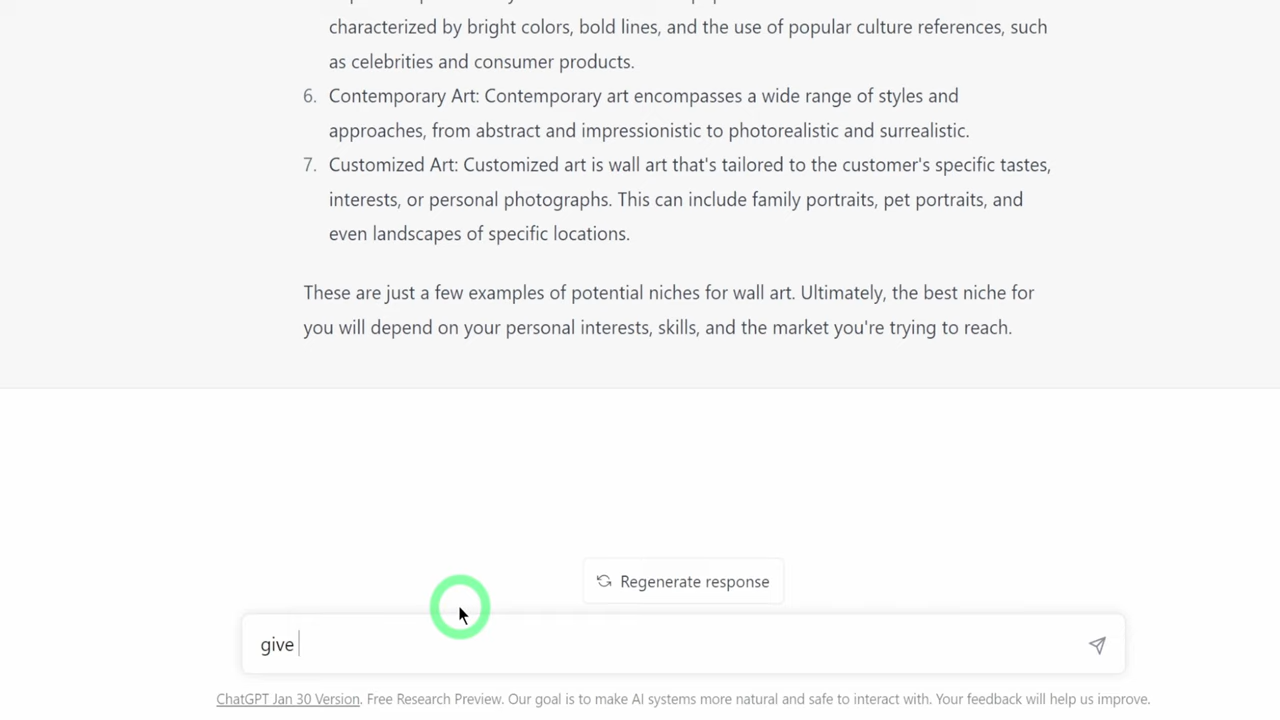 characterized by bright colors, bold lines, and the use of popular culture references, such
as celebrities and consumer products.
6. Contemporary Art: Contemporary art encompasses a wide range of styles and
approaches, from abstract and impressionistic to photorealistic and surrealistic.
7. Customized Art: Customized art is wall art that's tailored to the customer's specific tastes,
interests, or personal photographs. This can include family portraits, pet portraits, and
even landscapes of specific locations.
These are just a few examples of potential niches for wall art. Ultimately, the best niche for
you will depend on your personal interests, skills, and the market you're trying to reach.
Regenerate response
give
ChatGPT Jan 30 Version. Free Research Preview. Our goal is to make AI systems more natural and safe to interact with. Your feedback will help us improve.